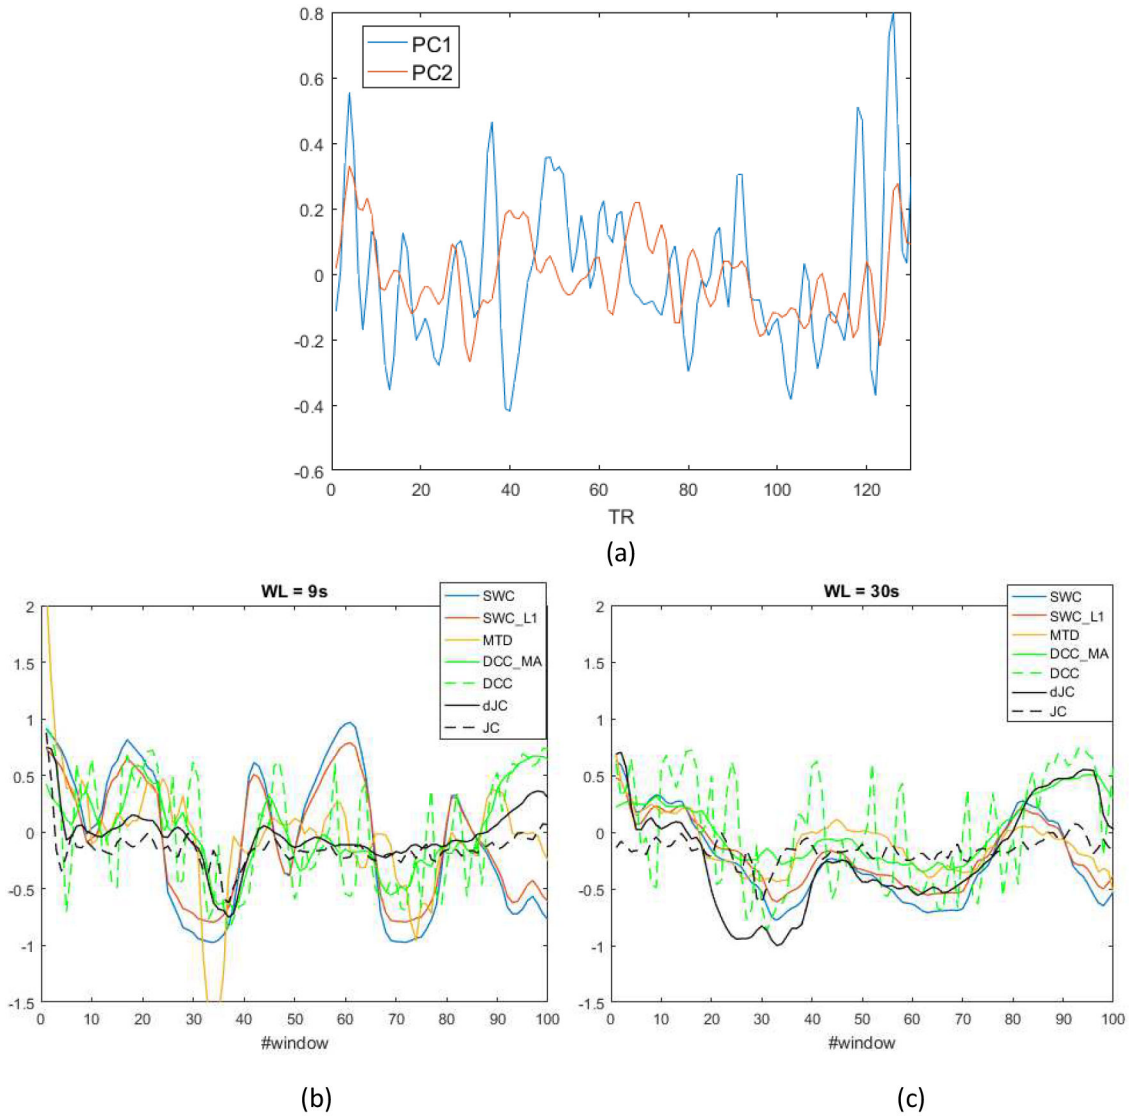 (a)
PC1
PC2
0.8
0.6
0.4
0.2
0
-0.2
-0.4
-0.6
0 20 40 60 80 100 120
TR
(a)
WL = 9s
SWC
SWC_L1
MTD
DCC_MA
DCC
dJC
JC
2
1.5
1
0.5
0
-0.5
-1
-1.5
0 10 20 30 40 50 60 70 80 90 100
#window
(b)
WL = 30s
SWC
SWC_L1
MTD
DCC_MA
DCC
dJC
JC
2
1.5
1
0.5
0
-0.5
-1
-1.5
0 10 20 30 40 50 60 70 80 90 100
#window
(c)